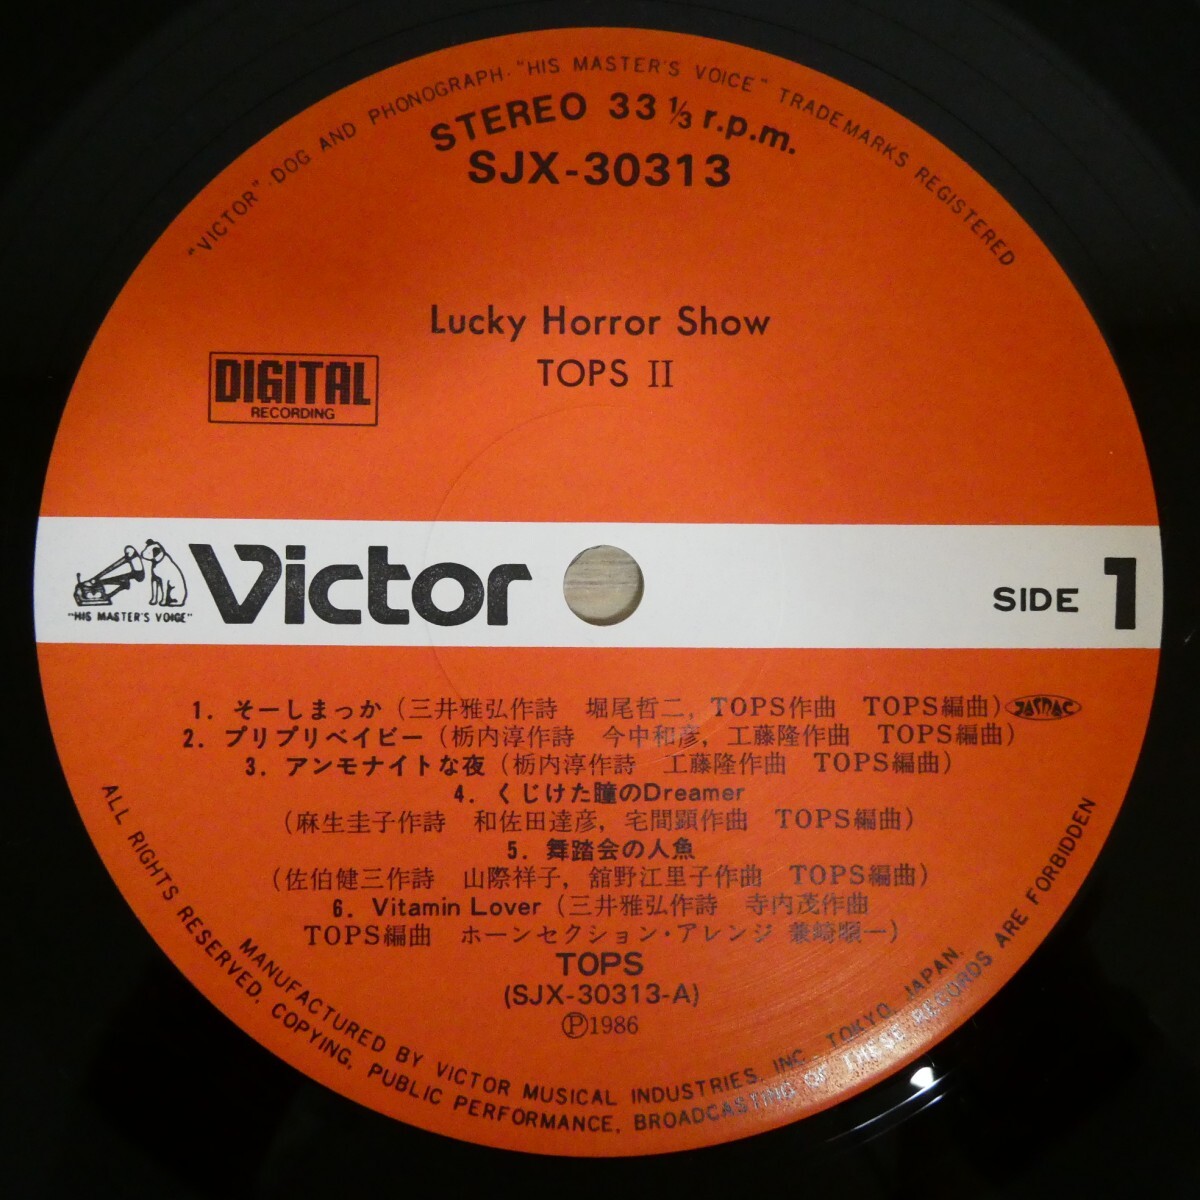 "VICTOR"·DOG AND PHONOGRAPH·"HIS MASTER'S VOICE" TRADEMARKS REGISTERED
STEREO 33 1/3 r.p.m.
SJX-30313
Lucky Horror Show
TOPS II
DIGITAL
RECORDING
"HIS MASTER'S VOICE"
Victor
SIDE 1
1. そーしまっか (三井雅弘作詩 堀尾哲二, TOPS作曲 TOPS編曲) JASRAC
2. プリプリベイビー (栃内淳作詩 今中和彦, 工藤隆作曲 TOPS編曲)
3. アンモナイトな夜 (栃内淳作詩 工藤隆作曲 TOPS編曲)
4. くじけた瞳のDreamer
(麻生圭子作詩 和佐田達彦, 宅間顕作曲 TOPS編曲)
5. 舞踏会の人魚
(佐伯健三作詩 山際祥子, 舘野江里子作曲 TOPS編曲)
6. Vitamin Lover (三井雅弘作詩 寺内茂作曲
TOPS編曲 ホーンセクション・アレンジ 兼崎順一)
TOPS
(SJX-30313-A)
Ⓟ1986
MANUFACTURED BY VICTOR MUSICAL INDUSTRIES, INC., TOKYO, JAPAN.
ALL RIGHTS RESERVED, COPYING, PUBLIC PERFORMANCE, BROADCASTING OF THESE RECORDS ARE FORBIDDEN